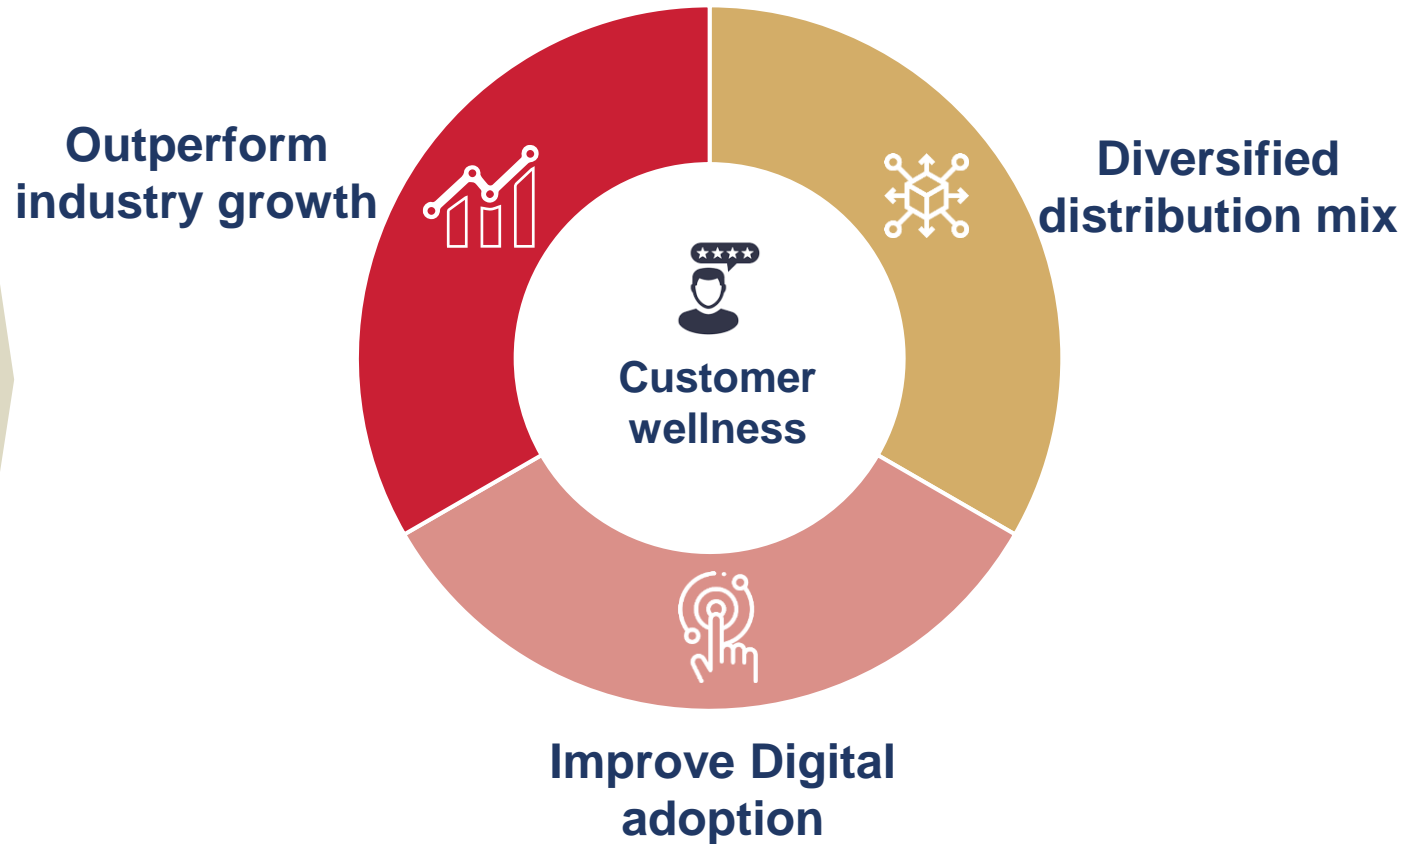 Outperform
industry growth
Diversified
distribution mix
Customer
wellness
Improve Digital
adoption